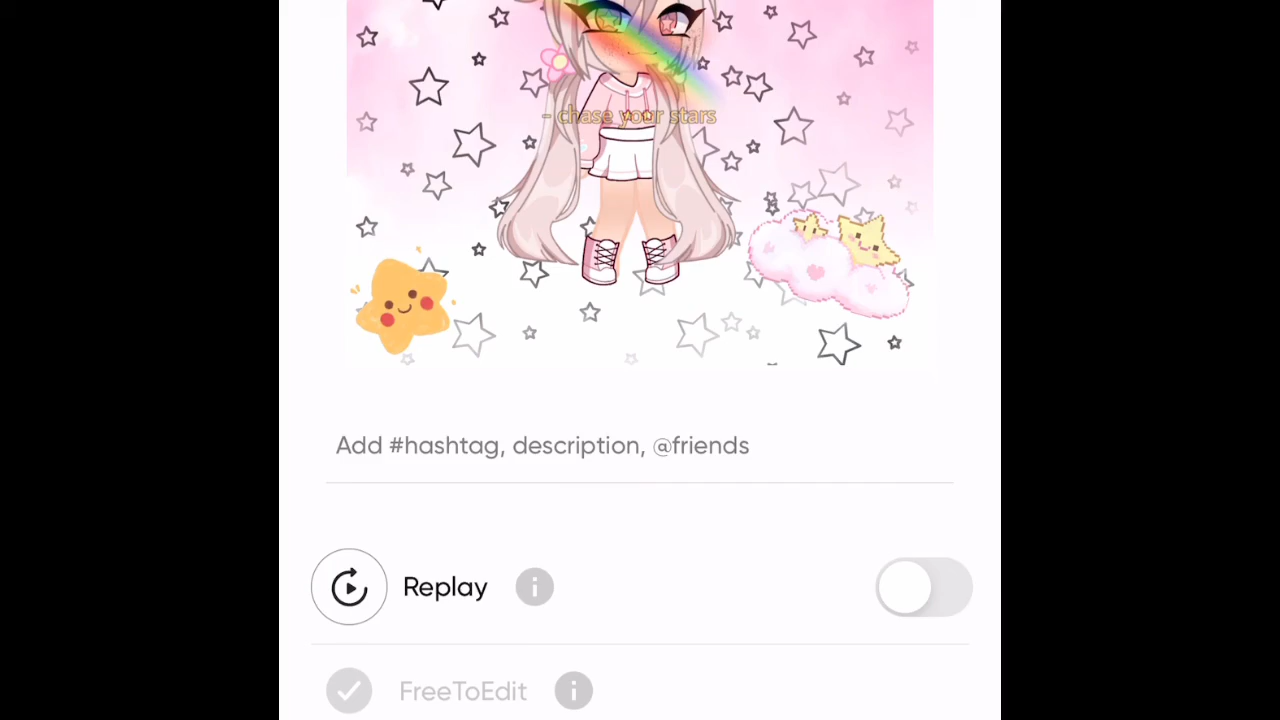 - chase your stars
Add #hashtag, description, @friends
Replay
FreeToEdit